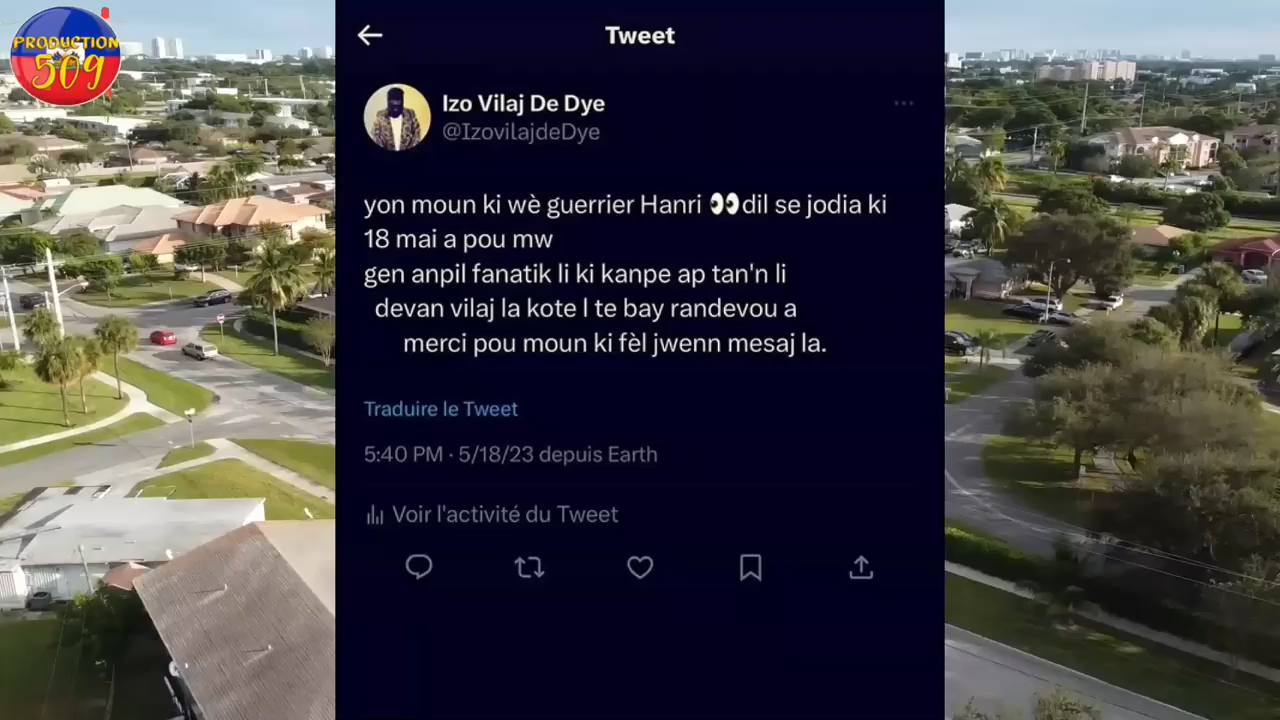 PRODUCTION
509
Tweet
Izo Vilaj De Dye
@IzovilajdeDye
yon moun ki wè guerrier Hanri 👀dil se jodia ki
18 mai a pou mw
gen anpil fanatik li ki kanpe ap tan'n li
devan vilaj la kote l te bay randevou a
merci pou moun ki fèl jwenn mesaj la.
Traduire le Tweet
5:40 PM · 5/18/23 depuis Earth
Voir l'activité du Tweet